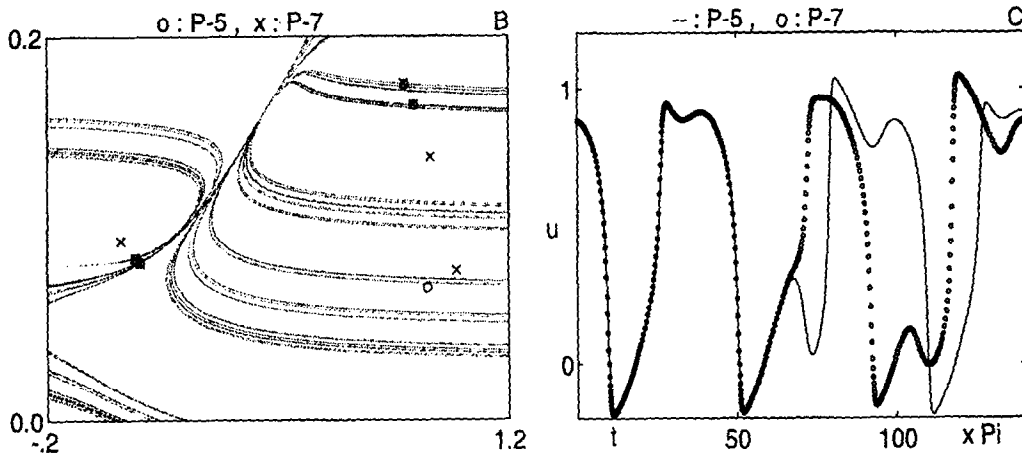 o : P-5 , x : P-7 B
0.2
0.0
-.2 1.2
— : P-5, o : P-7 C
1
u
0
t 50 100 x Pi